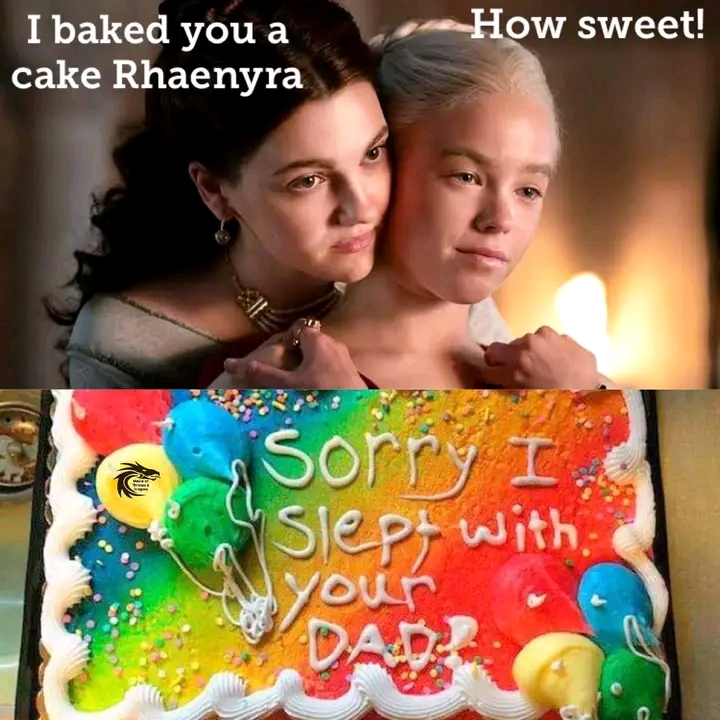 I baked you a
cake Rhaenyra
How sweet!
Sorry I
Slept with
your
DAD?